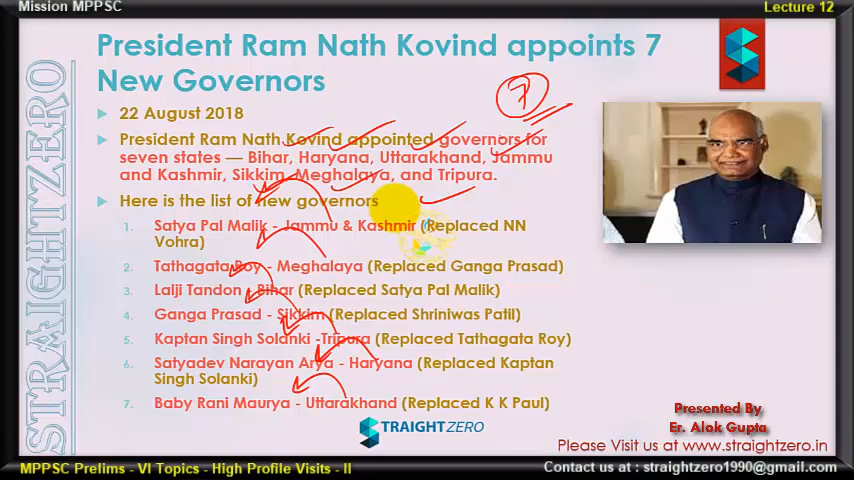 Mission MPPSC
Lecture 12
President Ram Nath Kovind appoints 7
New Governors
7
22 August 2018
President Ram Nath Kovind appointed governors for
seven states — Bihar, Haryana, Uttarakhand, Jammu
and Kashmir, Sikkim, Meghalaya, and Tripura.
Here is the list of new governors
1. Satya Pal Malik - Jammu & Kashmir (Replaced NN
Vohra)
2. Tathagata Roy - Meghalaya (Replaced Ganga Prasad)
3. Lalji Tandon - Bihar (Replaced Satya Pal Malik)
4. Ganga Prasad - Sikkim (Replaced Shriniwas Patil)
5. Kaptan Singh Solanki -Tripura (Replaced Tathagata Roy)
6. Satyadev Narayan Arya - Haryana (Replaced Kaptan
Singh Solanki)
7. Baby Rani Maurya - Uttarakhand (Replaced K K Paul)
STRAIGHTZERO
TRAIGHTZERO
Presented By
Er. Alok Gupta
Please Visit us at www.straightzero.in
MPPSC Prelims - VI Topics - High Profile Visits - II
Contact us at : straightzero1990@gmail.com